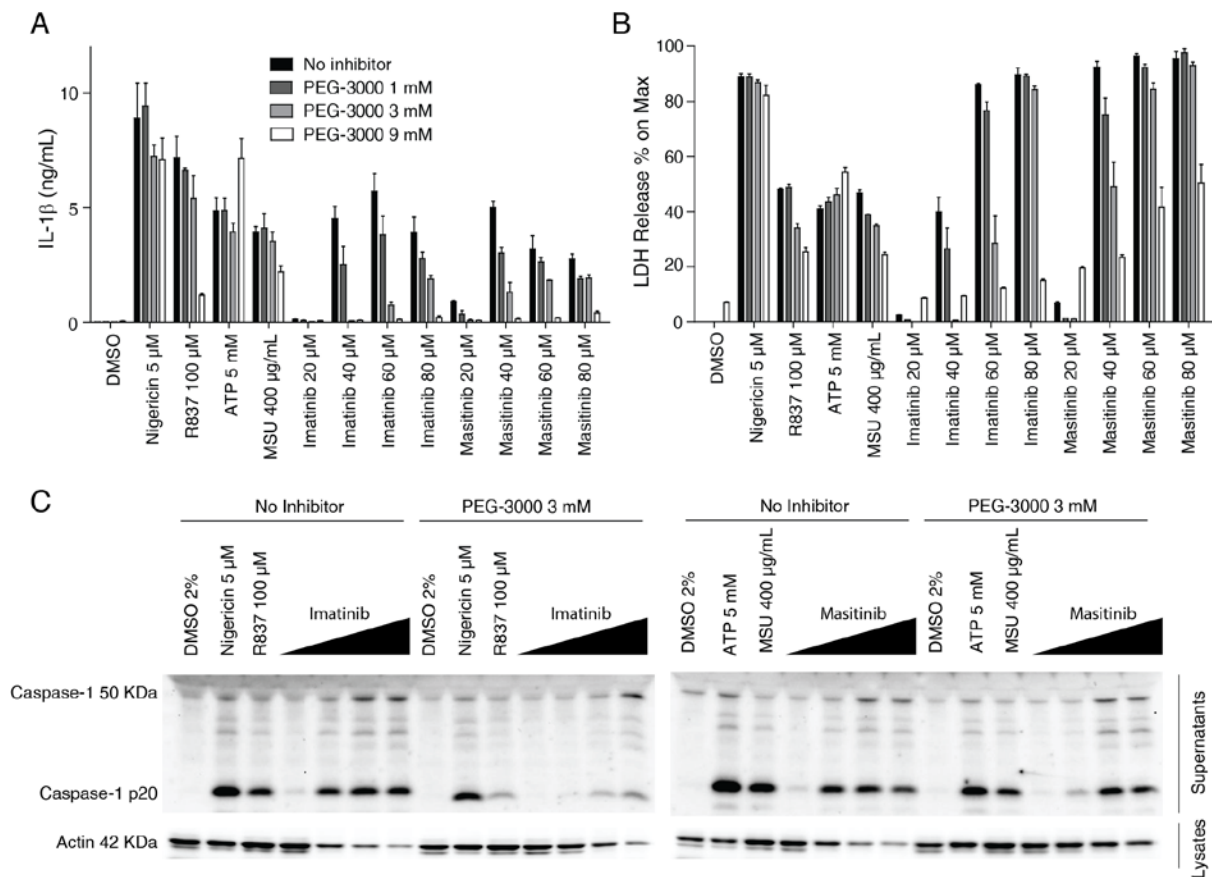 A
IL-1β (ng/mL)
10
5
0
No inhibitor
PEG-3000 1 mM
PEG-3000 3 mM
PEG-3000 9 mM
DMSO
Nigericin 5 μM
R837 100 μM
ATP 5 mM
MSU 400 μg/mL
Imatinib 20 μM
Imatinib 40 μM
Imatinib 60 μM
Imatinib 80 μM
Masitinib 20 μM
Masitinib 40 μM
Masitinib 60 μM
Masitinib 80 μM
B
LDH Release % on Max
100
80
60
40
20
0
DMSO
Nigericin 5 μM
R837 100 μM
ATP 5 mM
MSU 400 μg/mL
Imatinib 20 μM
Imatinib 40 μM
Imatinib 60 μM
Imatinib 80 μM
Masitinib 20 μM
Masitinib 40 μM
Masitinib 60 μM
Masitinib 80 μM
C
No Inhibitor
PEG-3000 3 mM
No Inhibitor
PEG-3000 3 mM
DMSO 2%
Nigericin 5 μM
R837 100 μM
Imatinib
DMSO 2%
Nigericin 5 μM
R837 100 μM
Imatinib
DMSO 2%
ATP 5 mM
MSU 400 μg/mL
Masitinib
DMSO 2%
ATP 5 mM
MSU 400 μg/mL
Masitinib
Caspase-1 50 KDa
Caspase-1 p20
Actin 42 KDa
Supernatants
Lysates